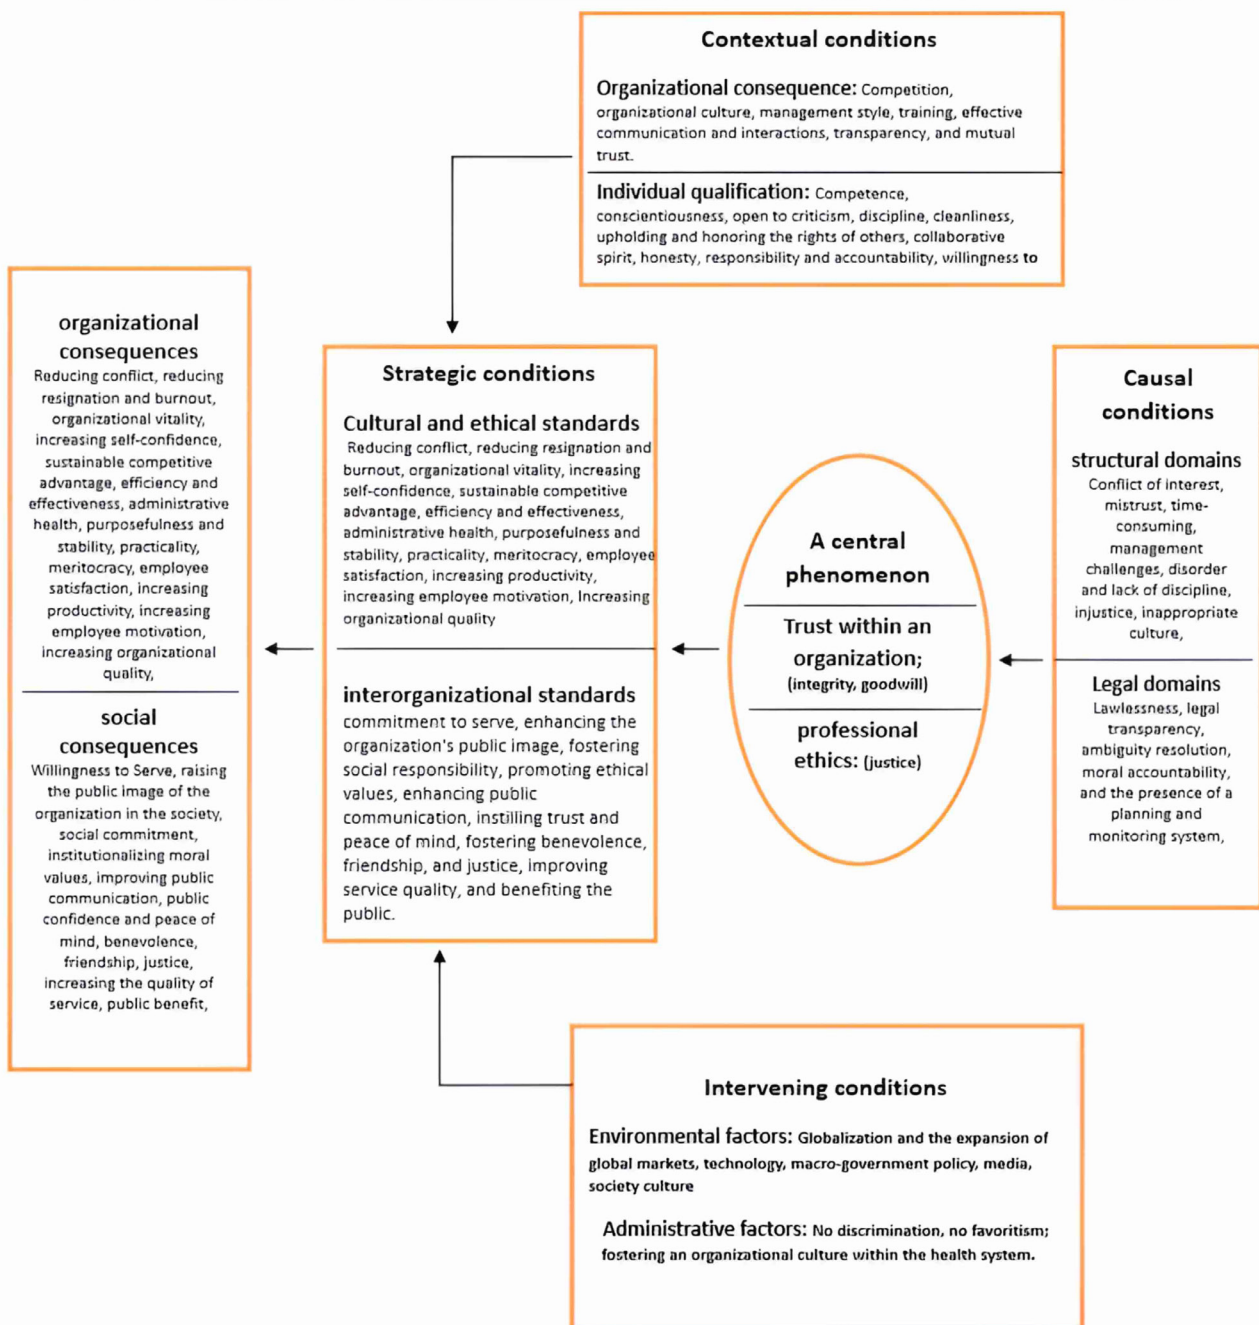 Contextual conditions
Organizational consequence: Competition,
organizational culture, management style, training, effective
communication and interactions, transparency, and mutual
trust.
Individual qualification: Competence,
conscientiousness, open to criticism, discipline, cleanliness,
upholding and honoring the rights of others, collaborative
spirit, honesty, responsibility and accountability, willingness to
organizational
consequences
Reducing conflict, reducing
resignation and burnout,
organizational vitality,
increasing self-confidence,
sustainable competitive
advantage, efficiency and
effectiveness, administrative
health, purposefulness and
stability, practicality,
meritocracy, employee
satisfaction, increasing
productivity, increasing
employee motivation,
increasing organizational
quality,
social
consequences
Willingness to Serve, raising
the public image of the
organization in the society,
social commitment,
institutionalizing moral
values, improving public
communication, public
confidence and peace of
mind, benevolence,
friendship, justice,
increasing the quality of
service, public benefit,
Strategic conditions
Cultural and ethical standards
Reducing conflict, reducing resignation and
burnout, organizational vitality, increasing
self-confidence, sustainable competitive
advantage, efficiency and effectiveness,
administrative health, purposefulness and
stability, practicality, meritocracy, employee
satisfaction, increasing productivity,
increasing employee motivation, Increasing
organizational quality
interorganizational standards
commitment to serve, enhancing the
organization's public image, fostering
social responsibility, promoting ethical
values, enhancing public
communication, instilling trust and
peace of mind, fostering benevolence,
friendship, and justice, improving
service quality, and benefiting the
public.
A central
phenomenon
Trust within an
organization;
(integrity, goodwill)
professional
ethics: (justice)
Causal
conditions
structural domains
Conflict of interest,
mistrust, time-
consuming,
management
challenges, disorder
and lack of discipline,
injustice, inappropriate
culture,
Legal domains
Lawlessness, legal
transparency,
ambiguity resolution,
moral accountability,
and the presence of a
planning and
monitoring system,
Intervening conditions
Environmental factors: Globalization and the expansion of
global markets, technology, macro-government policy, media,
society culture
Administrative factors: No discrimination, no favoritism;
fostering an organizational culture within the health system.